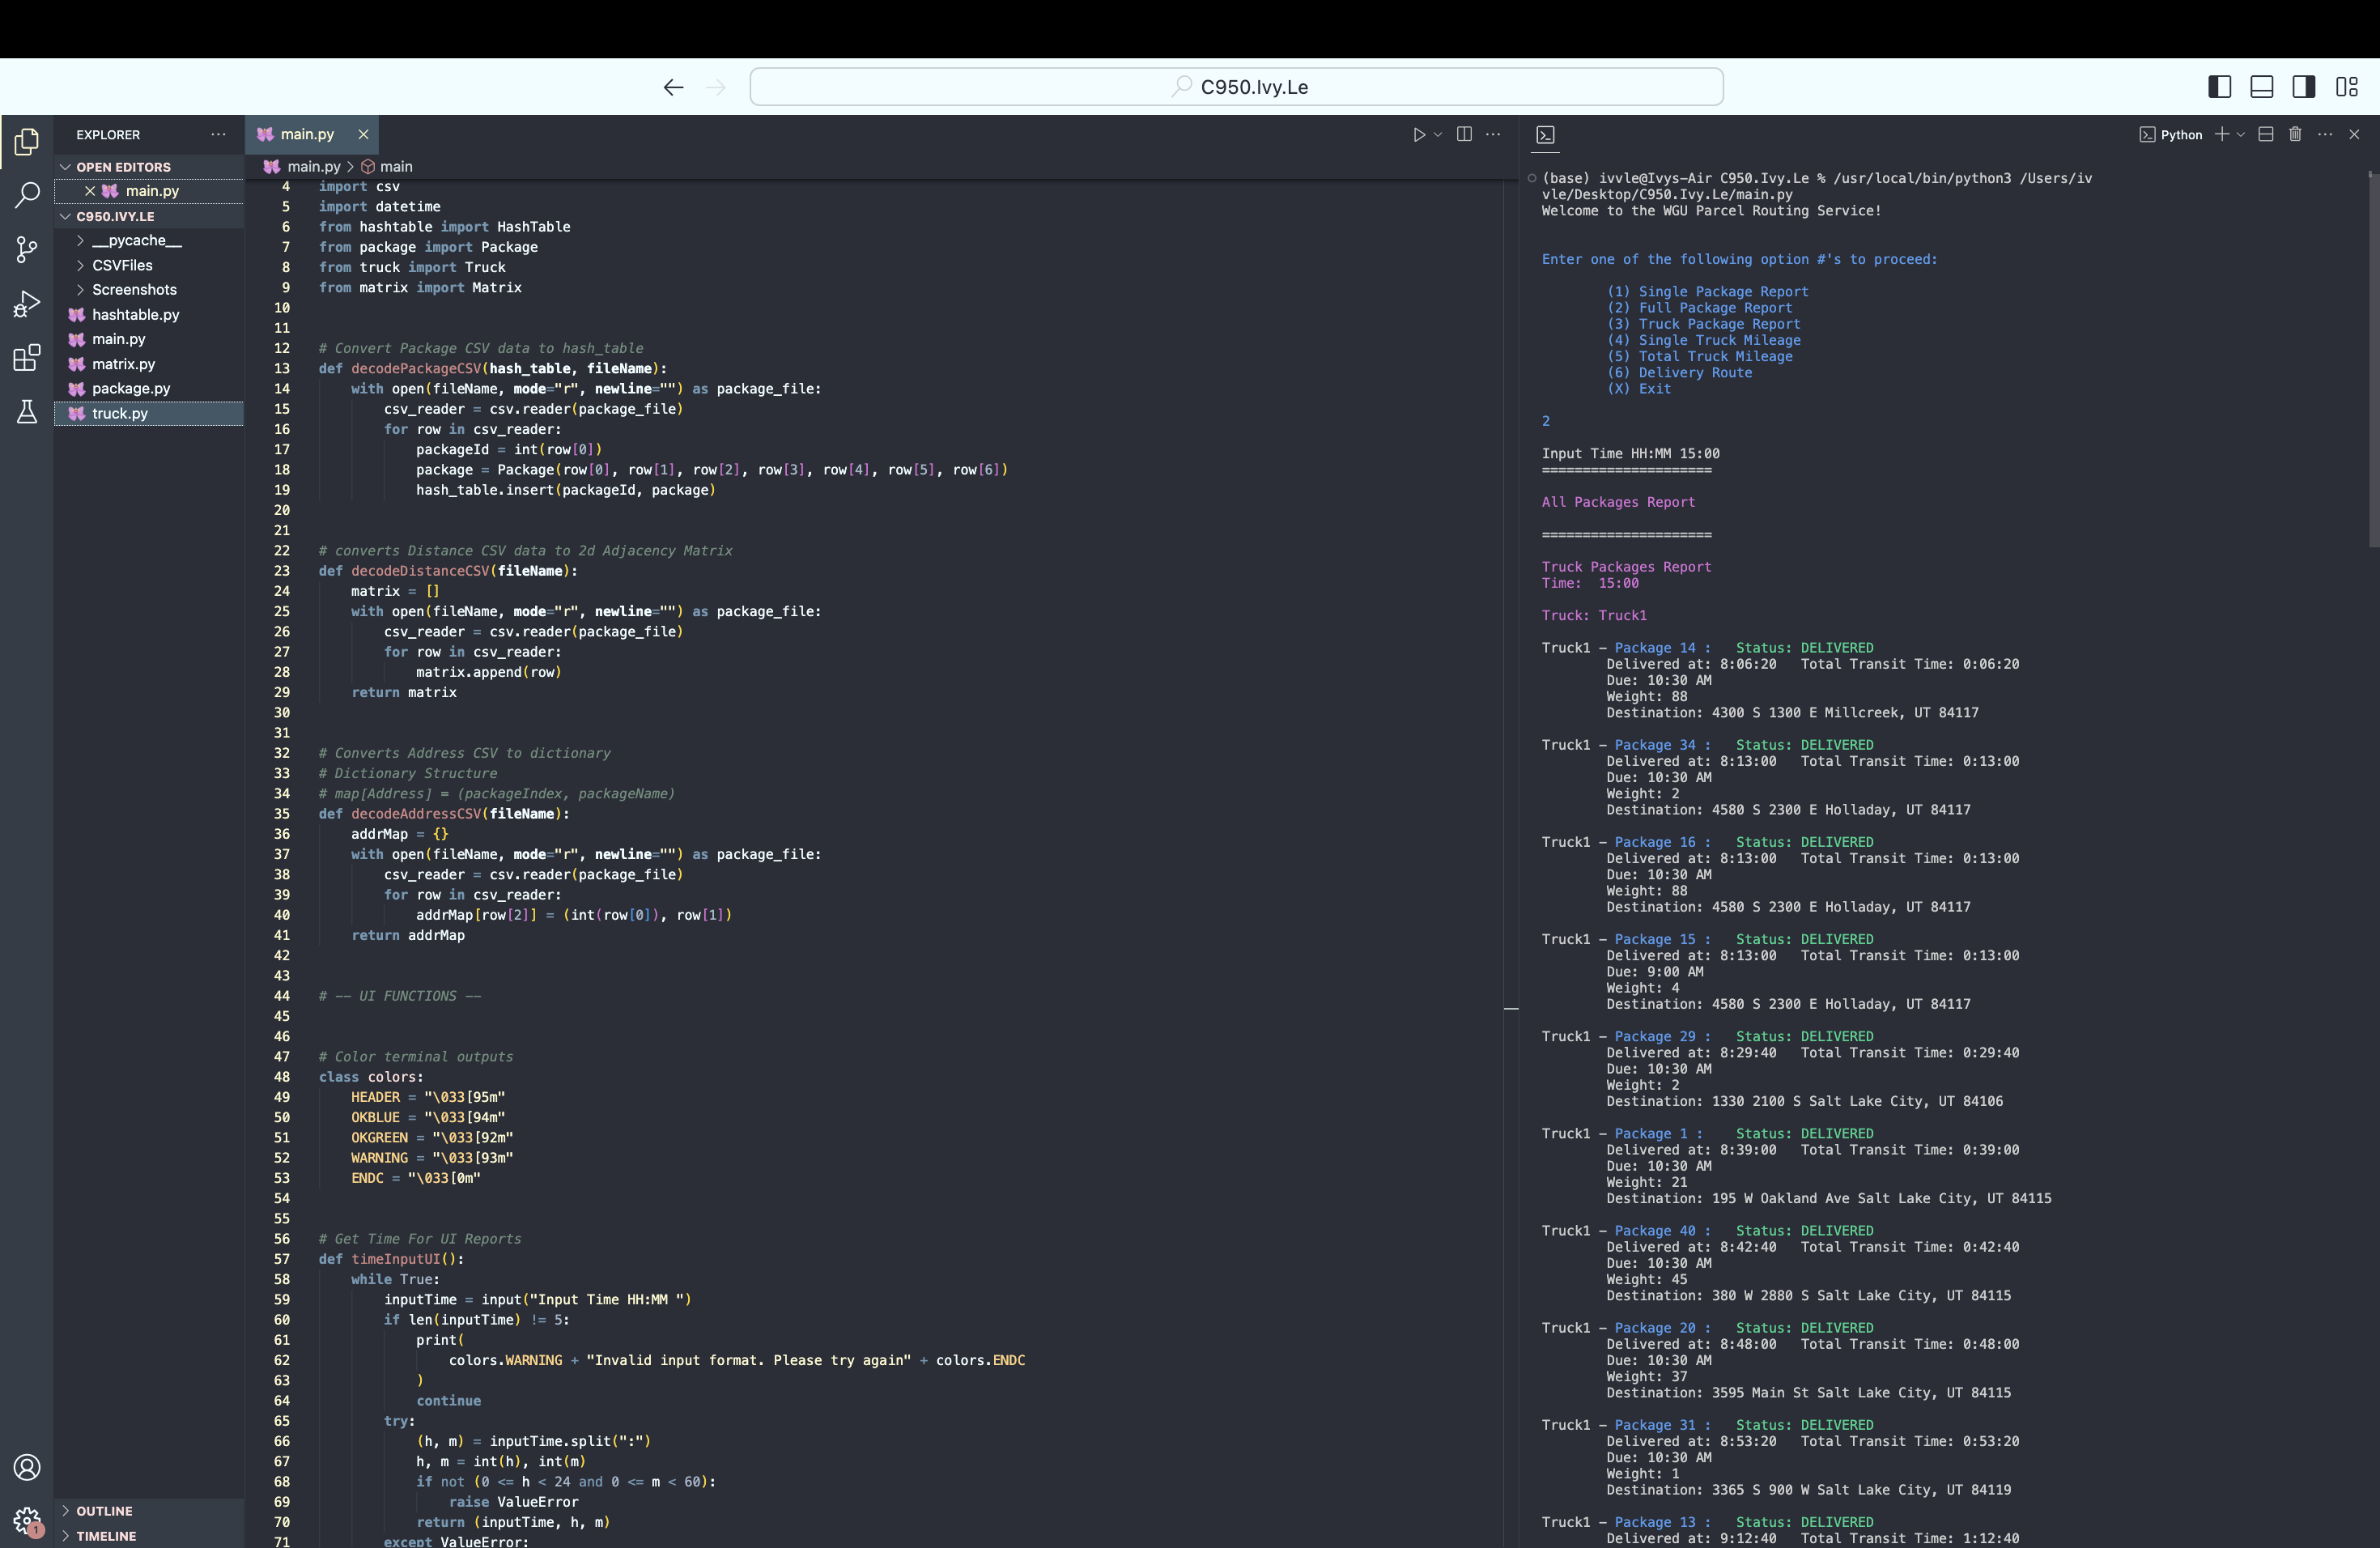 C950.Ivy.Le
EXPLORER
OPEN EDITORS
main.py
C950.IVY.LE
__pycache__
CSVFiles
Screenshots
hashtable.py
main.py
matrix.py
package.py
truck.py
1
OUTLINE
TIMELINE
main.py
main.py > main
4 import csv
5 import datetime
6 from hashtable import HashTable
7 from package import Package
8 from truck import Truck
9 from matrix import Matrix
10
11
12 # Convert Package CSV data to hash_table
13 def decodePackageCSV(hash_table, fileName):
14     with open(fileName, mode="r", newline="") as package_file:
15         csv_reader = csv.reader(package_file)
16         for row in csv_reader:
17             packageId = int(row[0])
18             package = Package(row[0], row[1], row[2], row[3], row[4], row[5], row[6])
19             hash_table.insert(packageId, package)
20
21
22 # converts Distance CSV data to 2d Adjacency Matrix
23 def decodeDistanceCSV(fileName):
24     matrix = []
25     with open(fileName, mode="r", newline="") as package_file:
26         csv_reader = csv.reader(package_file)
27         for row in csv_reader:
28             matrix.append(row)
29     return matrix
30
31
32 # Converts Address CSV to dictionary
33 # Dictionary Structure
34 # map[Address] = (packageIndex, packageName)
35 def decodeAddressCSV(fileName):
36     addrMap = {}
37     with open(fileName, mode="r", newline="") as package_file:
38         csv_reader = csv.reader(package_file)
39         for row in csv_reader:
40             addrMap[row[2]] = (int(row[0]), row[1])
41     return addrMap
42
43
44 # -- UI FUNCTIONS --
45
46
47 # Color terminal outputs
48 class colors:
49     HEADER = "\033[95m"
50     OKBLUE = "\033[94m"
51     OKGREEN = "\033[92m"
52     WARNING = "\033[93m"
53     ENDC = "\033[0m"
54
55
56 # Get Time For UI Reports
57 def timeInputUI():
58     while True:
59         inputTime = input("Input Time HH:MM ")
60         if len(inputTime) != 5:
61             print(
62                 colors.WARNING + "Invalid input format. Please try again" + colors.ENDC
63             )
64             continue
65         try:
66             (h, m) = inputTime.split(":")
67             h, m = int(h), int(m)
68             if not (0 <= h < 24 and 0 <= m < 60):
69                 raise ValueError
70             return (inputTime, h, m)
71         except ValueError:
Python
(base) ivvle@Ivys-Air C950.Ivy.Le % /usr/local/bin/python3 /Users/iv
vle/Desktop/C950.Ivy.Le/main.py
Welcome to the WGU Parcel Routing Service!
Enter one of the following option #'s to proceed:
(1) Single Package Report
(2) Full Package Report
(3) Truck Package Report
(4) Single Truck Mileage
(5) Total Truck Mileage
(6) Delivery Route
(X) Exit
2
Input Time HH:MM 15:00
=====================
All Packages Report
=====================
Truck Packages Report
Time:  15:00
Truck: Truck1
Truck1 - Package 14 :   Status: DELIVERED
Delivered at: 8:06:20   Total Transit Time: 0:06:20
Due: 10:30 AM
Weight: 88
Destination: 4300 S 1300 E Millcreek, UT 84117
Truck1 - Package 34 :   Status: DELIVERED
Delivered at: 8:13:00   Total Transit Time: 0:13:00
Due: 10:30 AM
Weight: 2
Destination: 4580 S 2300 E Holladay, UT 84117
Truck1 - Package 16 :   Status: DELIVERED
Delivered at: 8:13:00   Total Transit Time: 0:13:00
Due: 10:30 AM
Weight: 88
Destination: 4580 S 2300 E Holladay, UT 84117
Truck1 - Package 15 :   Status: DELIVERED
Delivered at: 8:13:00   Total Transit Time: 0:13:00
Due: 9:00 AM
Weight: 4
Destination: 4580 S 2300 E Holladay, UT 84117
Truck1 - Package 29 :   Status: DELIVERED
Delivered at: 8:29:40   Total Transit Time: 0:29:40
Due: 10:30 AM
Weight: 2
Destination: 1330 2100 S Salt Lake City, UT 84106
Truck1 - Package 1 :    Status: DELIVERED
Delivered at: 8:39:00   Total Transit Time: 0:39:00
Due: 10:30 AM
Weight: 21
Destination: 195 W Oakland Ave Salt Lake City, UT 84115
Truck1 - Package 40 :   Status: DELIVERED
Delivered at: 8:42:40   Total Transit Time: 0:42:40
Due: 10:30 AM
Weight: 45
Destination: 380 W 2880 S Salt Lake City, UT 84115
Truck1 - Package 20 :   Status: DELIVERED
Delivered at: 8:48:00   Total Transit Time: 0:48:00
Due: 10:30 AM
Weight: 37
Destination: 3595 Main St Salt Lake City, UT 84115
Truck1 - Package 31 :   Status: DELIVERED
Delivered at: 8:53:20   Total Transit Time: 0:53:20
Due: 10:30 AM
Weight: 1
Destination: 3365 S 900 W Salt Lake City, UT 84119
Truck1 - Package 13 :   Status: DELIVERED
Delivered at: 9:12:40   Total Transit Time: 1:12:40